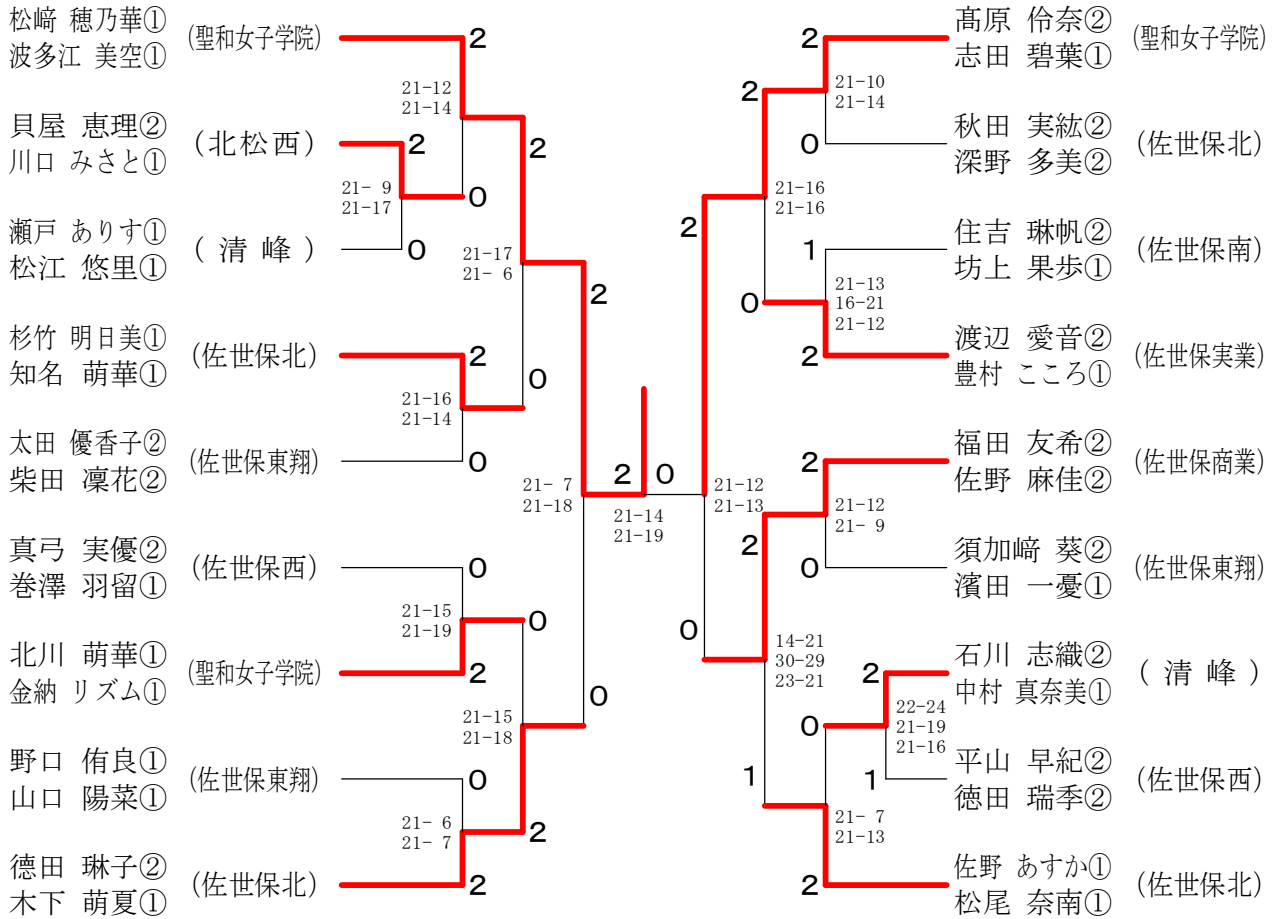 松﨑 穂乃華①
波多江 美空①
(聖和女子学院)
2
21-12
21-14
貝屋 恵理②
川口 みさと①
(北松西)
2
2
21- 9
21-17
0
瀬戸 ありす①
松江 悠里①
(清峰)
0
21-17
21- 6
2
杉竹 明日美①
知名 萌華①
(佐世保北)
2
0
21-16
21-14
太田 優香子②
柴田 凜花②
(佐世保東翔)
0
21- 7
21-18
2
0
21-14
21-19
真弓 実優②
巻澤 羽留①
(佐世保西)
0
21-15
21-19
0
北川 萌華①
金納 リズム①
(聖和女子学院)
2
0
21-15
21-18
野口 侑良①
山口 陽菜①
(佐世保東翔)
0
21- 6
21- 7
2
德田 琳子②
木下 萌夏①
(佐世保北)
2
2
髙原 伶奈②
志田 碧葉①
(聖和女子学院)
2
21-10
21-14
0
秋田 実紘②
深野 多美②
(佐世保北)
21-16
21-16
2
1
住吉 琳帆②
坊上 果歩①
(佐世保南)
21-13
16-21
21-12
0
2
渡辺 愛音②
豊村 こころ①
(佐世保実業)
2
福田 友希②
佐野 麻佳②
(佐世保商業)
21-12
21-13
21-12
21- 9
2
0
須加﨑 葵②
濱田 一憂①
(佐世保東翔)
0
14-21
30-29
23-21
2
石川 志織②
中村 真奈美①
(清峰)
0
22-24
21-19
21-16
1
1
平山 早紀②
徳田 瑞季②
(佐世保西)
21- 7
21-13
2
佐野 あすか①
松尾 奈南①
(佐世保北)